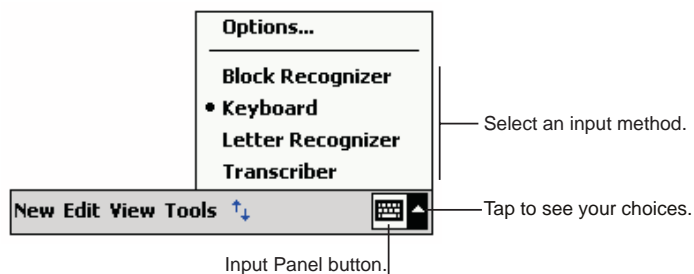 Options...
Block Recognizer
Keyboard
Letter Recognizer
Transcriber
Select an input method.
New Edit View Tools
Tap to see your choices.
Input Panel button.